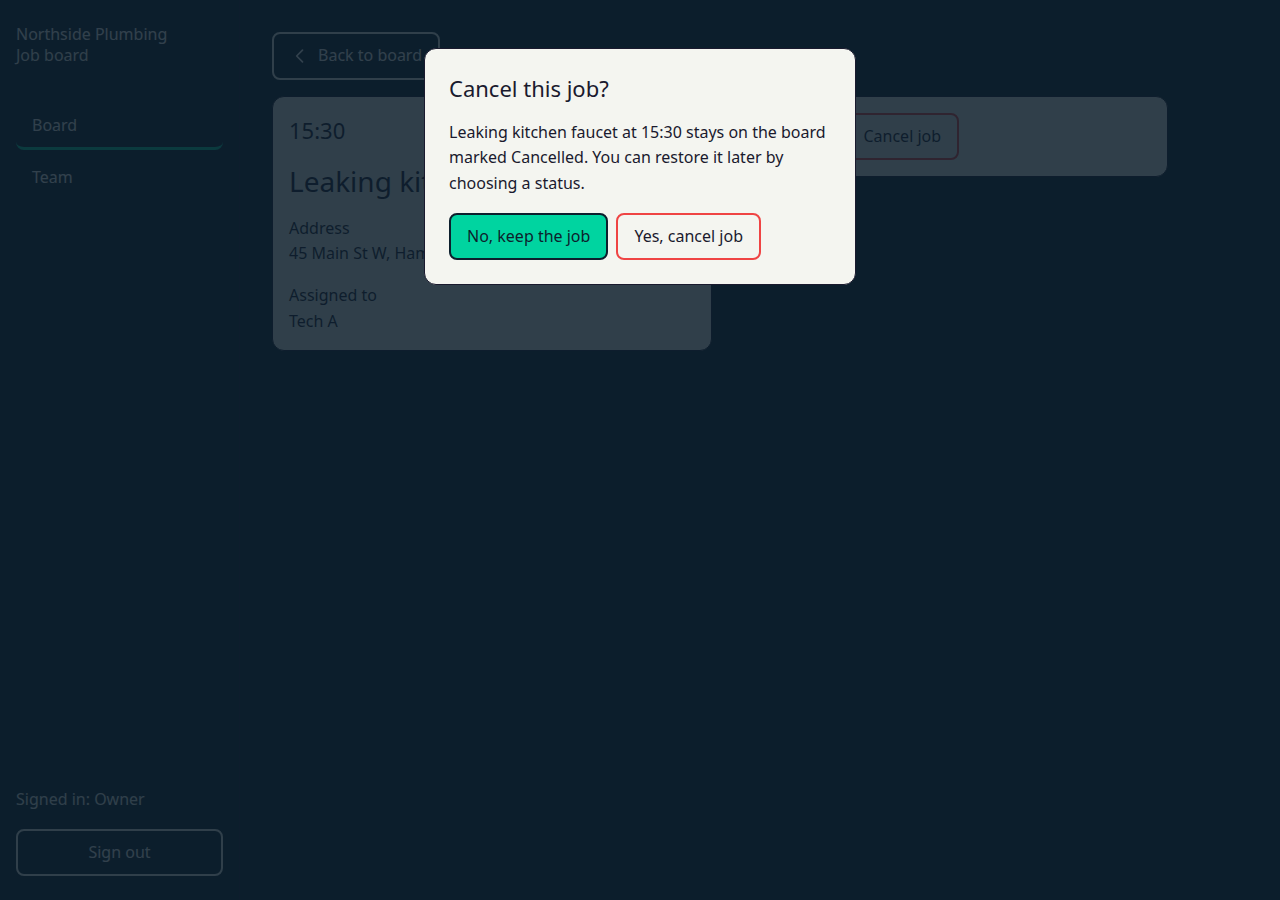 Northside Plumbing
Job board
Board
Team
Back to board
15:30
Leaking
Address
45 Main St W,
Assigned to
Tech A
Cancel job
Cancel this job?
Leaking kitchen faucet at 15:30 stays on the board
marked Cancelled. You can restore it later by
choosing a status.
No, keep the job
Yes, cancel job
Signed in: Owner
Sign out